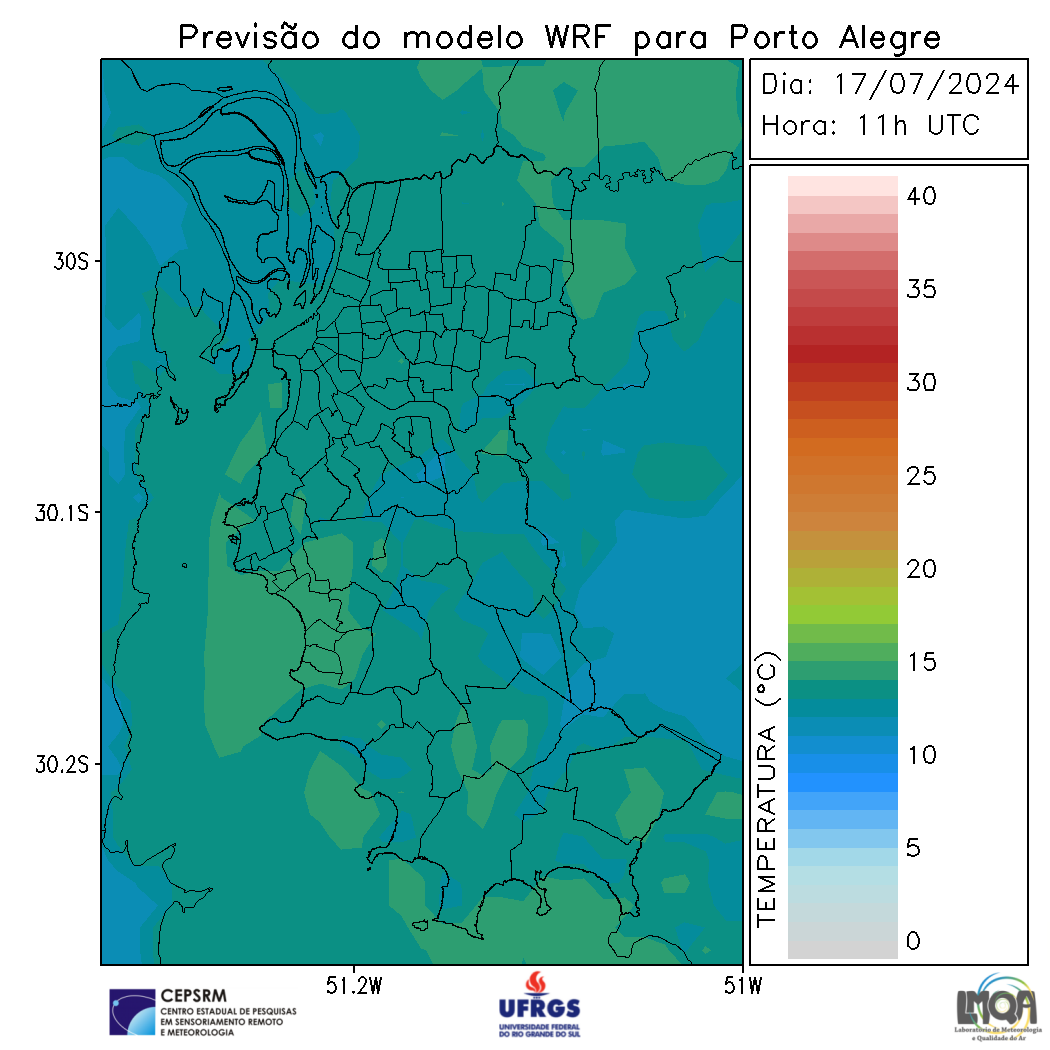 Previsão do modelo WRF para Porto Alegre
Dia: 17/07/2024
Hora: 11h UTC
40
35
30
25
20
15
10
5
0
TEMPERATURA (°C)
30S
30.1S
30.2S
51.2W
51W
CEPSRM
CENTRO ESTADUAL DE PESQUISAS
EM SENSORIAMENTO REMOTO
E METEOROLOGIA
UFRGS
UNIVERSIDADE FEDERAL
DO RIO GRANDE DO SUL
LMQA
Laboratório de Meteorologia
e Qualidade do Ar